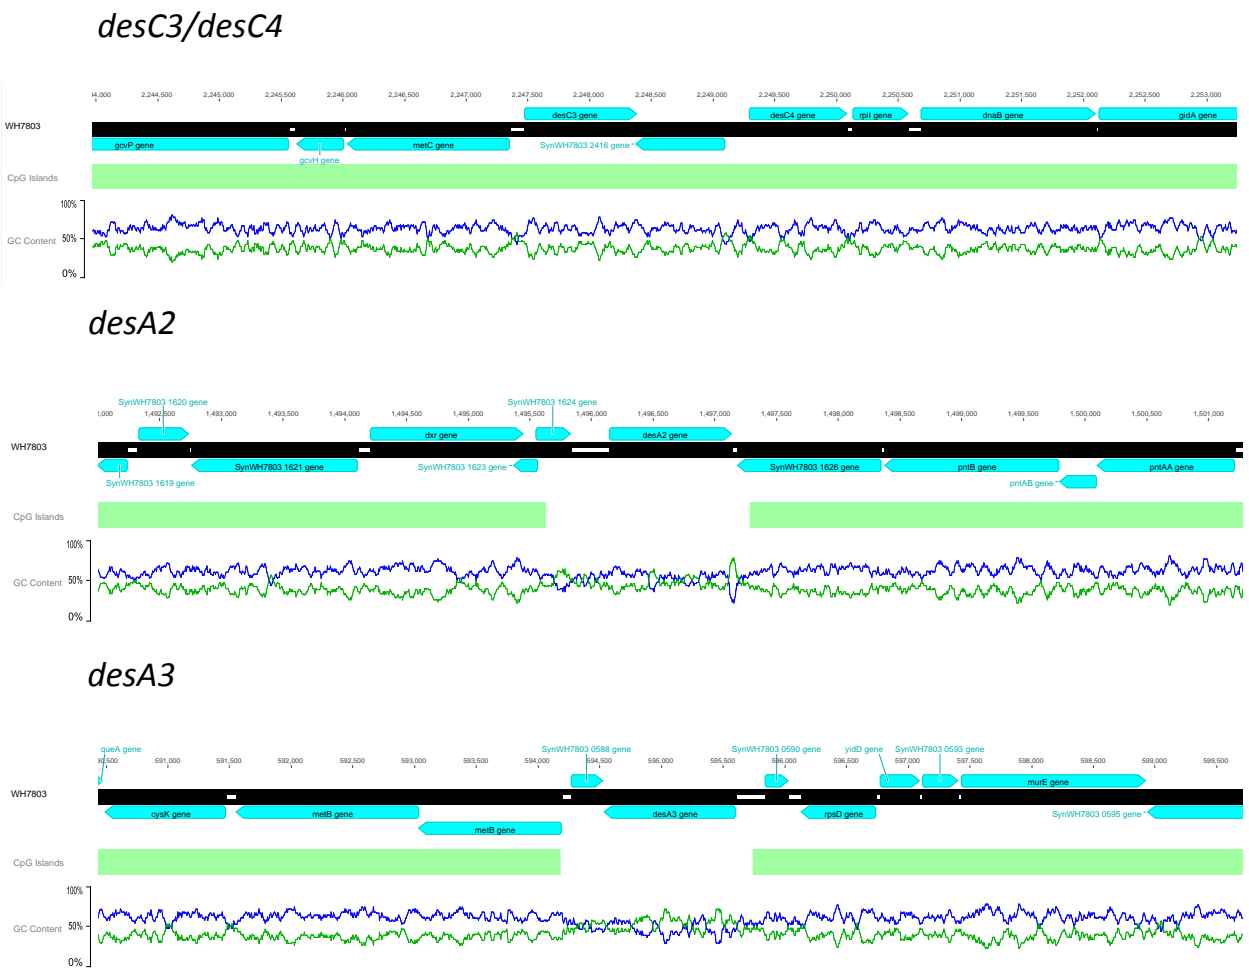 desC3/desC4
44,000 2,244,500 2,245,000 2,245,500 2,246,000 2,246,500 2,247,000 2,247,500 2,248,000 2,248,500 2,249,000 2,249,500 2,250,000 2,250,500 2,251,000 2,251,500 2,252,000 2,252,500 2,253,000
desC3 gene desC4 gene rplI gene dnaB gene gidA gene
WH7803
gcvP gene metC gene SynWH7803 2416 gene
gcvH gene
CpG Islands
100%
GC Content 50%
0%
desA2
SynWH7803 1620 gene SynWH7803 1624 gene
2,000 1,492,500 1,493,000 1,493,500 1,494,000 1,494,500 1,495,000 1,495,500 1,496,000 1,496,500 1,497,000 1,497,500 1,498,000 1,498,500 1,499,000 1,499,500 1,500,000 1,500,500 1,501,000
dxr gene desA2 gene
WH7803
SynWH7803 1621 gene SynWH7803 1623 gene SynWH7803 1626 gene pntB gene pntAA gene
SynWH7803 1619 gene pntAB gene
CpG Islands
100%
GC Content 50%
0%
desA3
queA gene SynWH7803 0588 gene SynWH7803 0590 gene yidD gene SynWH7803 0593 gene
90,500 591,000 591,500 592,000 592,500 593,000 593,500 594,000 594,500 595,000 595,500 596,000 596,500 597,000 597,500 598,000 598,500 599,000 599,500
murE gene
WH7803
cysK gene metB gene desA3 gene rpsD gene SynWH7803 0595 gene
metB gene
CpG Islands
100%
GC Content 50%
0%